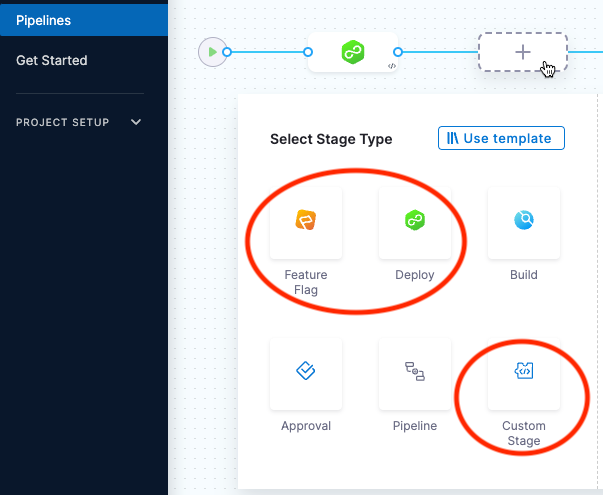 Pipelines
Get Started
PROJECT SETUP
Select Stage Type
Use template
Feature
Flag
Deploy
Build
Approval
Pipeline
Custom
Stage